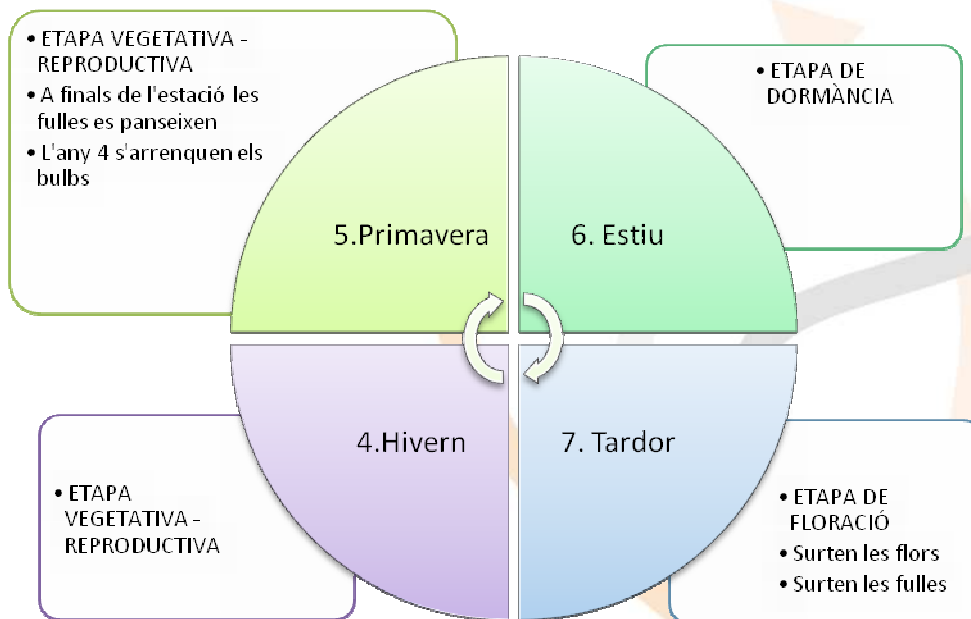 • ETAPA VEGETATIVA -
REPRODUCTIVA
• A finals de l'estació les
fulles es panseixen
• L'any 4 s'arrenquen els
bulbs
• ETAPA DE
DORMÀNCIA
5.Primavera
6. Estiu
4.Hivern
7. Tardor
• ETAPA
VEGETATIVA -
REPRODUCTIVA
• ETAPA DE
FLORACIÓ
• Surten les flors
• Surten les fulles